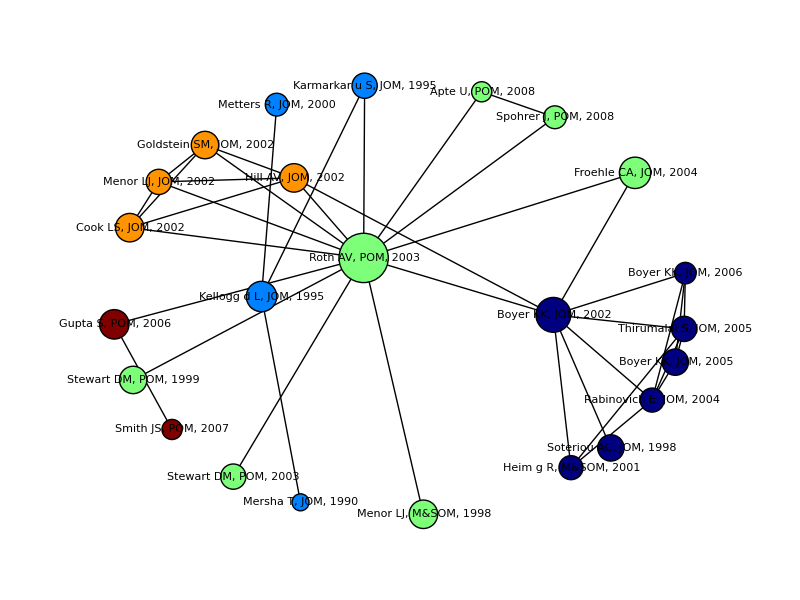 Karmarkar u S, JOM, 1995
Apte U, POM, 2008
Metters R, JOM, 2000
Spohrer J, POM, 2008
Goldstein SM, JOM, 2002
Froehle CA, JOM, 2004
Hill AV, JOM, 2002
Menor LJ, JOM, 2002
Cook LS, JOM, 2002
Roth AV, POM, 2003
Boyer KK, JOM, 2006
Kellogg d L, JOM, 1995
Boyer KK, JOM, 2002
Gupta S, POM, 2006
Thirumalai S, JOM, 2005
Boyer KK, JOM, 2005
Stewart DM, POM, 1999
Rabinovich E, JOM, 2004
Smith JS, POM, 2007
Soteriou JOM, 1998
Heim g R, M&SOM, 2001
Stewart DM, POM, 2003
Mersha T, JOM, 1990
Menor LJ, M&SOM, 1998